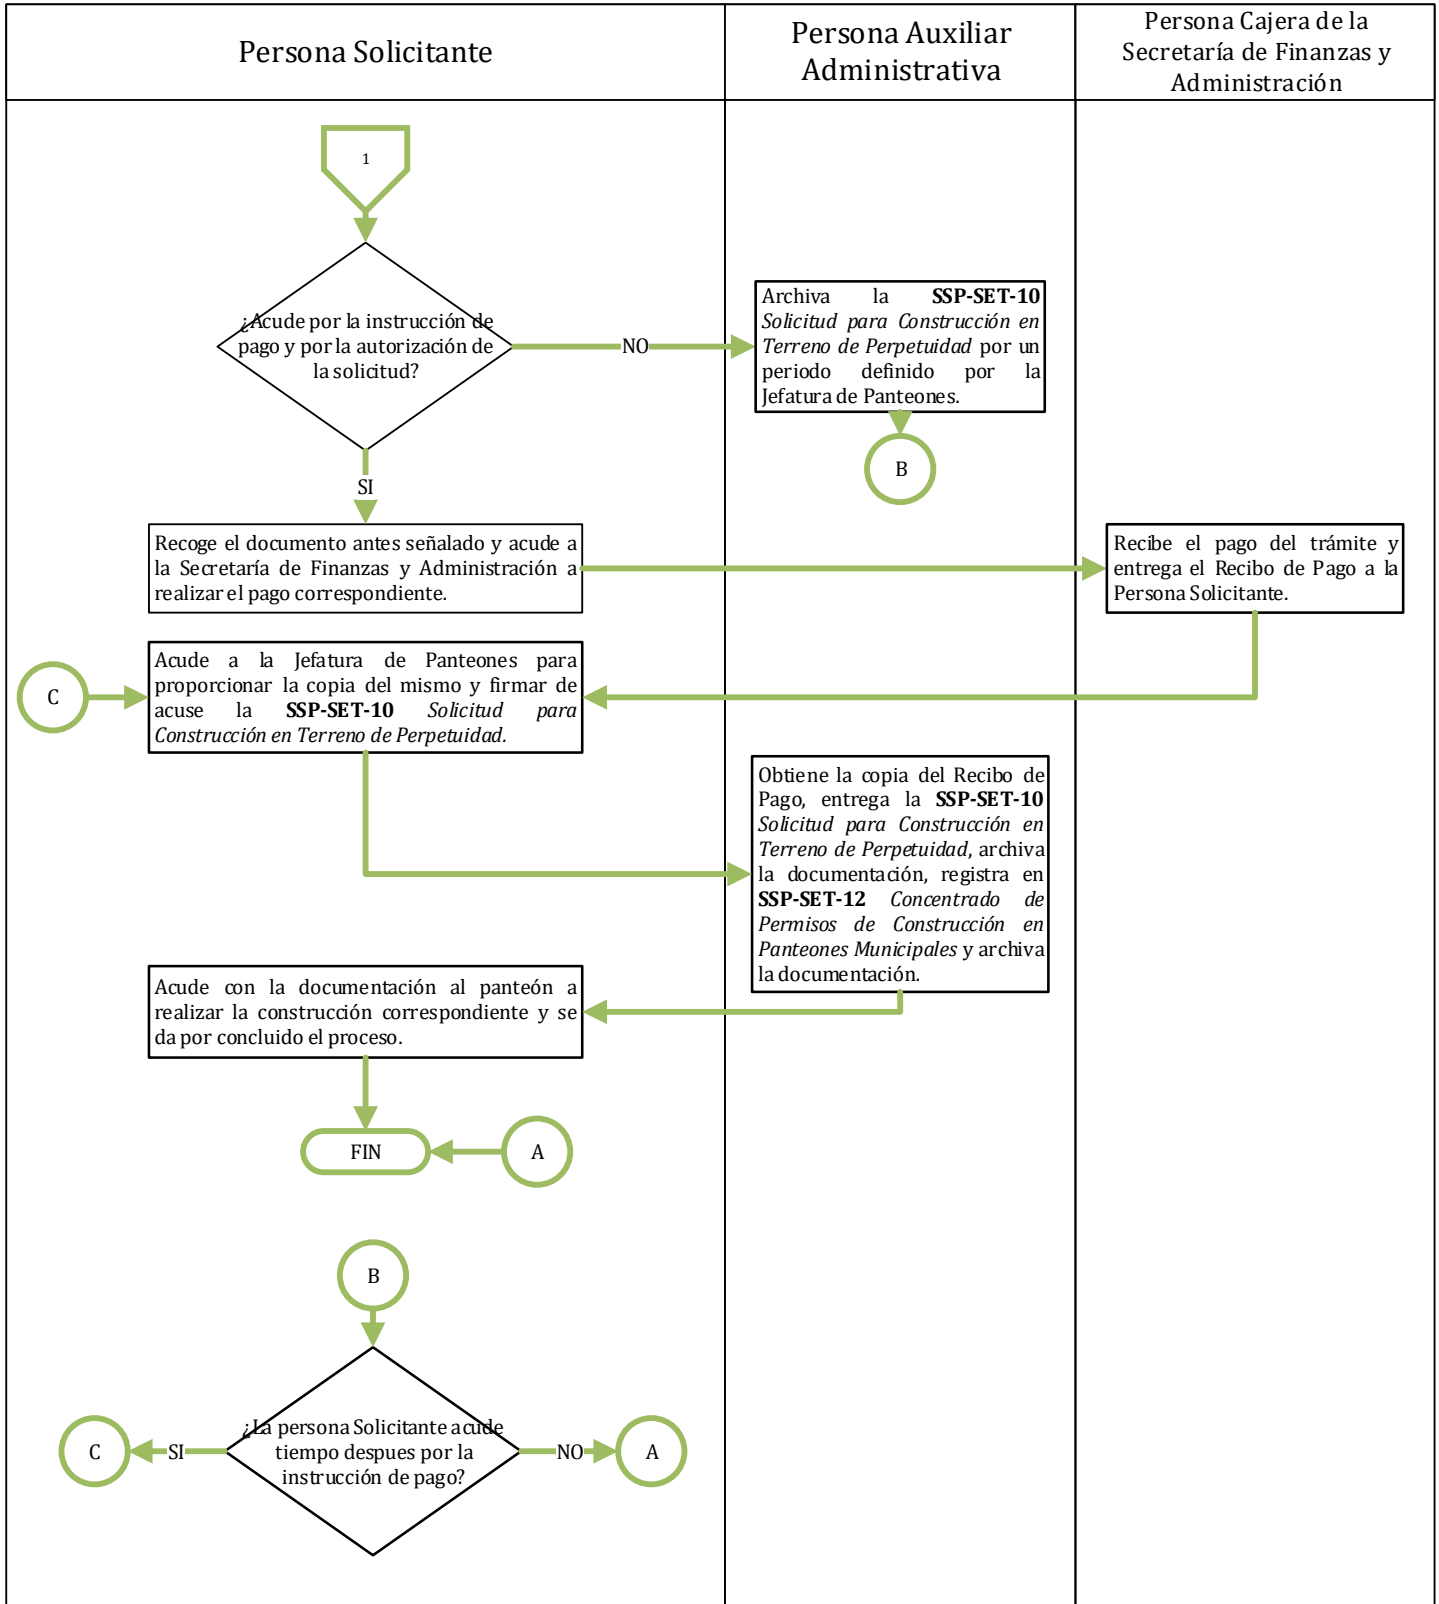 Persona Solicitante
Persona Auxiliar
Administrativa
Persona Cajera de la
Secretaría de Finanzas y
Administración
1
¿Acude por la instrucción de
pago y por la autorización de
la solicitud?
NO
Archiva la SSP-SET-10
Solicitud para Construcción en
Terreno de Perpetuidad por un
periodo definido por la
Jefatura de Panteones.
B
SI
Recoge el documento antes señalado y acude a
la Secretaría de Finanzas y Administración a
realizar el pago correspondiente.
Recibe el pago del trámite y
entrega el Recibo de Pago a la
Persona Solicitante.
C
Acude a la Jefatura de Panteones para
proporcionar la copia del mismo y firmar de
acuse la SSP-SET-10 Solicitud para
Construcción en Terreno de Perpetuidad.
Obtiene la copia del Recibo de
Pago, entrega la SSP-SET-10
Solicitud para Construcción en
Terreno de Perpetuidad, archiva
la documentación, registra en
SSP-SET-12 Concentrado de
Permisos de Construcción en
Panteones Municipales y archiva
la documentación.
Acude con la documentación al panteón a
realizar la construcción correspondiente y se
da por concluido el proceso.
FIN
A
B
¿La persona Solicitante acude
tiempo despues por la
instrucción de pago?
C
SI
NO
A